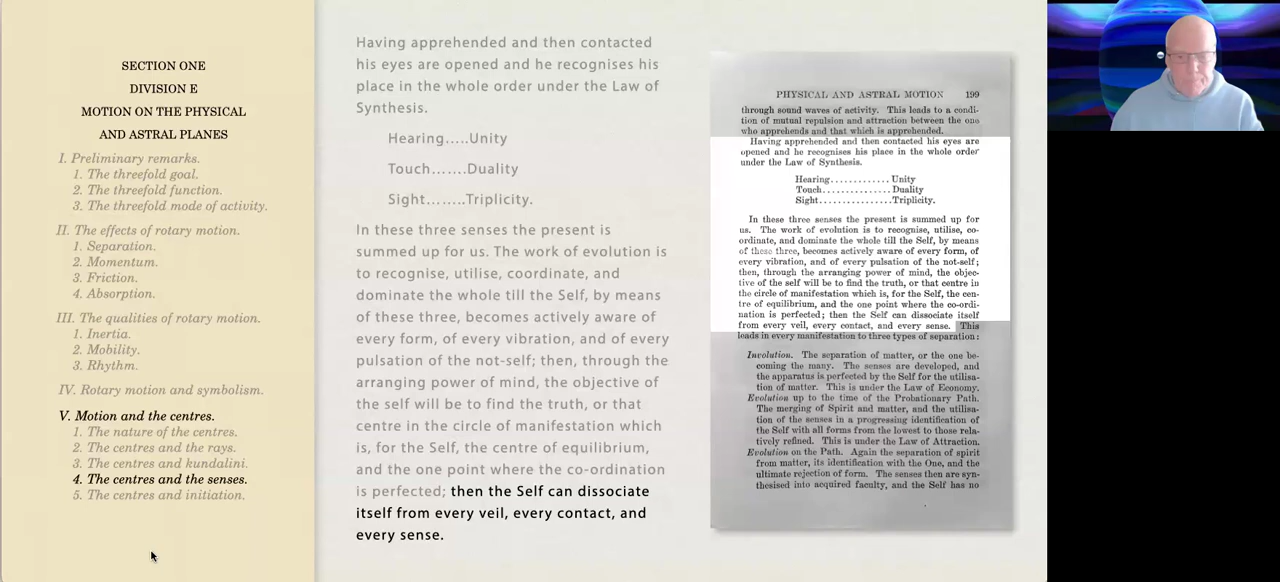 SECTION ONE
DIVISION E
MOTION ON THE PHYSICAL
AND ASTRAL PLANES
I. Preliminary remarks.
1. The threefold goal.
2. The threefold function.
3. The threefold mode of activity.
II. The effects of rotary motion.
1. Separation.
2. Momentum.
3. Friction.
4. Absorption.
III. The qualities of rotary motion.
1. Inertia.
2. Mobility.
3. Rhythm.
IV. Rotary motion and symbolism.
V. Motion and the centres.
1. The nature of the centres.
2. The centres and the rays.
3. The centres and kundalini.
4. The centres and the senses.
5. The centres and initiation.
Having apprehended and then contacted
his eyes are opened and he recognises his
place in the whole order under the Law of
Synthesis.
Hearing.....Unity
Touch.......Duality
Sight........Triplicity.
In these three senses the present is
summed up for us. The work of evolution is
to recognise, utilise, coordinate, and
dominate the whole till the Self, by means
of these three, becomes actively aware of
every form, of every vibration, and of every
pulsation of the not-self; then, through the
arranging power of mind, the objective of
the self will be to find the truth, or that
centre in the circle of manifestation which
is, for the Self, the centre of equilibrium,
and the one point where the co-ordination
is perfected; then the Self can dissociate
itself from every veil, every contact, and
every sense.
PHYSICAL AND ASTRAL MOTION 199
through sound waves of activity. This leads to a condi-
tion of mutual repulsion and attraction between the one
who apprehends and that which is apprehended.
Having apprehended and then contacted his eyes are
opened and he recognises his place in the whole order
under the Law of Synthesis.
Hearing............ Unity
Touch.............. Duality
Sight................Triplicity.
In these three senses the present is summed up for
us. The work of evolution is to recognise, utilise, co-
ordinate, and dominate the whole till the Self, by means
of these three, becomes actively aware of every form, of
every vibration, and of every pulsation of the not-self;
then, through the arranging power of mind, the objec-
tive of the self will be to find the truth, or that centre in
the circle of manifestation which is, for the Self, the cen-
tre of equilibrium, and the one point where the co-ordi-
nation is perfected; then the Self can dissociate itself
from every veil, every contact, and every sense. This
leads in every manifestation to three types of separation:
Involution. The separation of matter, or the one be-
coming the many. The senses are developed, and
the apparatus is perfected by the Self for the utilisa-
tion of matter. This is under the Law of Economy.
Evolution up to the time of the Probationary Path.
The merging of Spirit and matter, and the utilisa-
tion of the senses in a progressing identification of
the Self with all forms from the lowest to those rela-
tively refined. This is under the Law of Attraction.
Evolution on the Path. Again the separation of spirit
from matter, its identification with the One, and the
ultimate rejection of form. The senses then are syn-
thesised into acquired faculty, and the Self has no